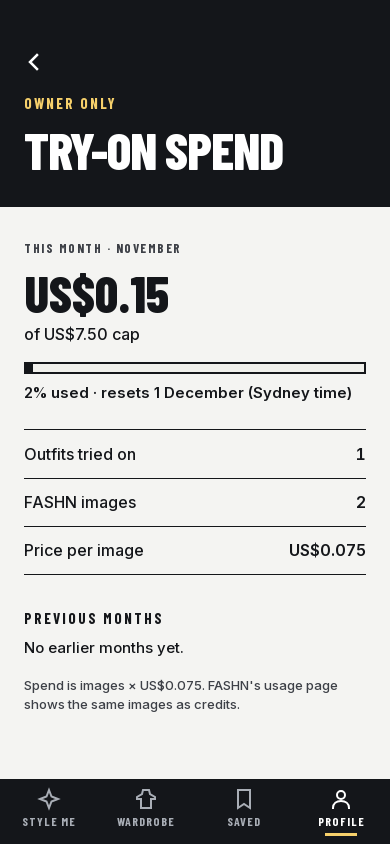 OWNER ONLY
TRY-ON SPEND
THIS MONTH · NOVEMBER
US$0.15
of US$7.50 cap
2% used · resets 1 December (Sydney time)
Outfits tried on 1
FASHN images 2
Price per image US$0.075
PREVIOUS MONTHS
No earlier months yet.
Spend is images × US$0.075. FASHN's usage page
shows the same images as credits.
STYLE ME WARDROBE SAVED PROFILE